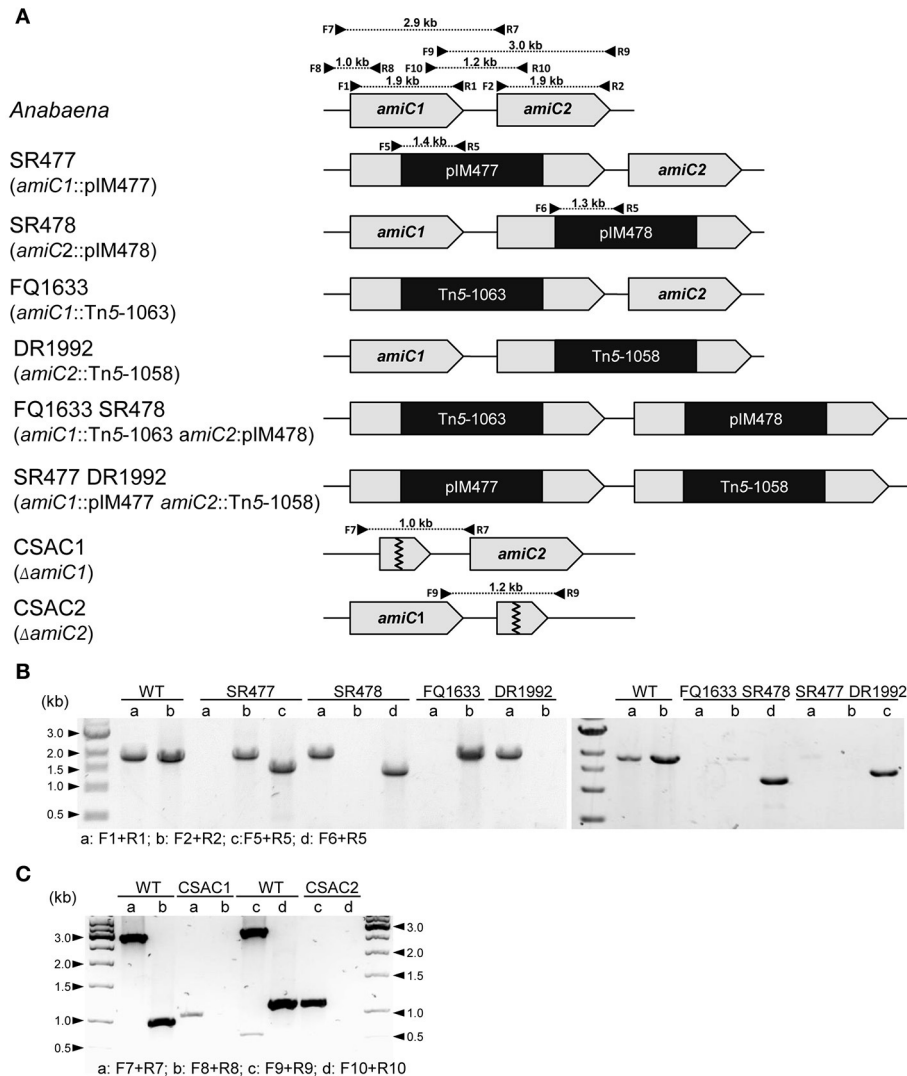 A
F7 2.9 kb R7
F9 3.0 kb R9
F8 1.0 kb R8 F10 1.2 kb R10
F1 1.9 kb R1 F2 1.9 kb R2
Anabaena amiC1 amiC2
F5 1.4 kb R5
SR477 pIM477 amiC2
(amiC1::pIM477)
F6 1.3 kb R5
SR478 amiC1 pIM478
(amiC2::pIM478)
FQ1633 Tn5-1063 amiC2
(amiC1::Tn5-1063)
DR1992 amiC1 Tn5-1058
(amiC2::Tn5-1058)
FQ1633 SR478 Tn5-1063 pIM478
(amiC1::Tn5-1063 amiC2:pIM478)
SR477 DR1992 pIM477 Tn5-1058
(amiC1::pIM477 amiC2::Tn5-1058)
F7 1.0 kb R7
CSAC1 amiC2
(ΔamiC1)
F9 1.2 kb R9
CSAC2 amiC1
(ΔamiC2)
B
(kb) WT SR477 SR478 FQ1633 DR1992 WT FQ1633 SR478 SR477 DR1992
a b a b c a b d a b a b a b a b d a b c
3.0
2.0
1.5
1.0
0.5
a: F1+R1; b: F2+R2; c:F5+R5; d: F6+R5
C
(kb) WT CSAC1 WT CSAC2
a b a b c d c d
3.0 3.0
2.0 2.0
1.5 1.5
1.0 1.0
0.5 0.5
a: F7+R7; b: F8+R8; c: F9+R9; d: F10+R10